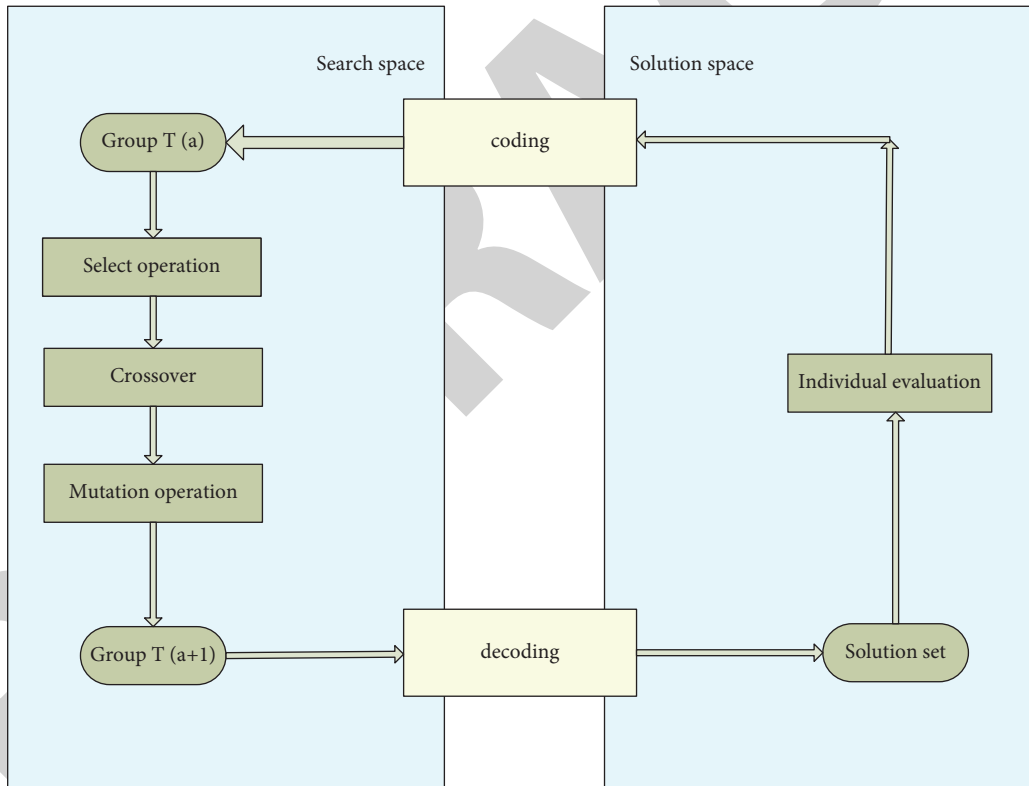 Search space
Solution space
coding
Group T (a)
Select operation
Crossover
Individual evaluation
Mutation operation
decoding
Group T (a+1)
Solution set